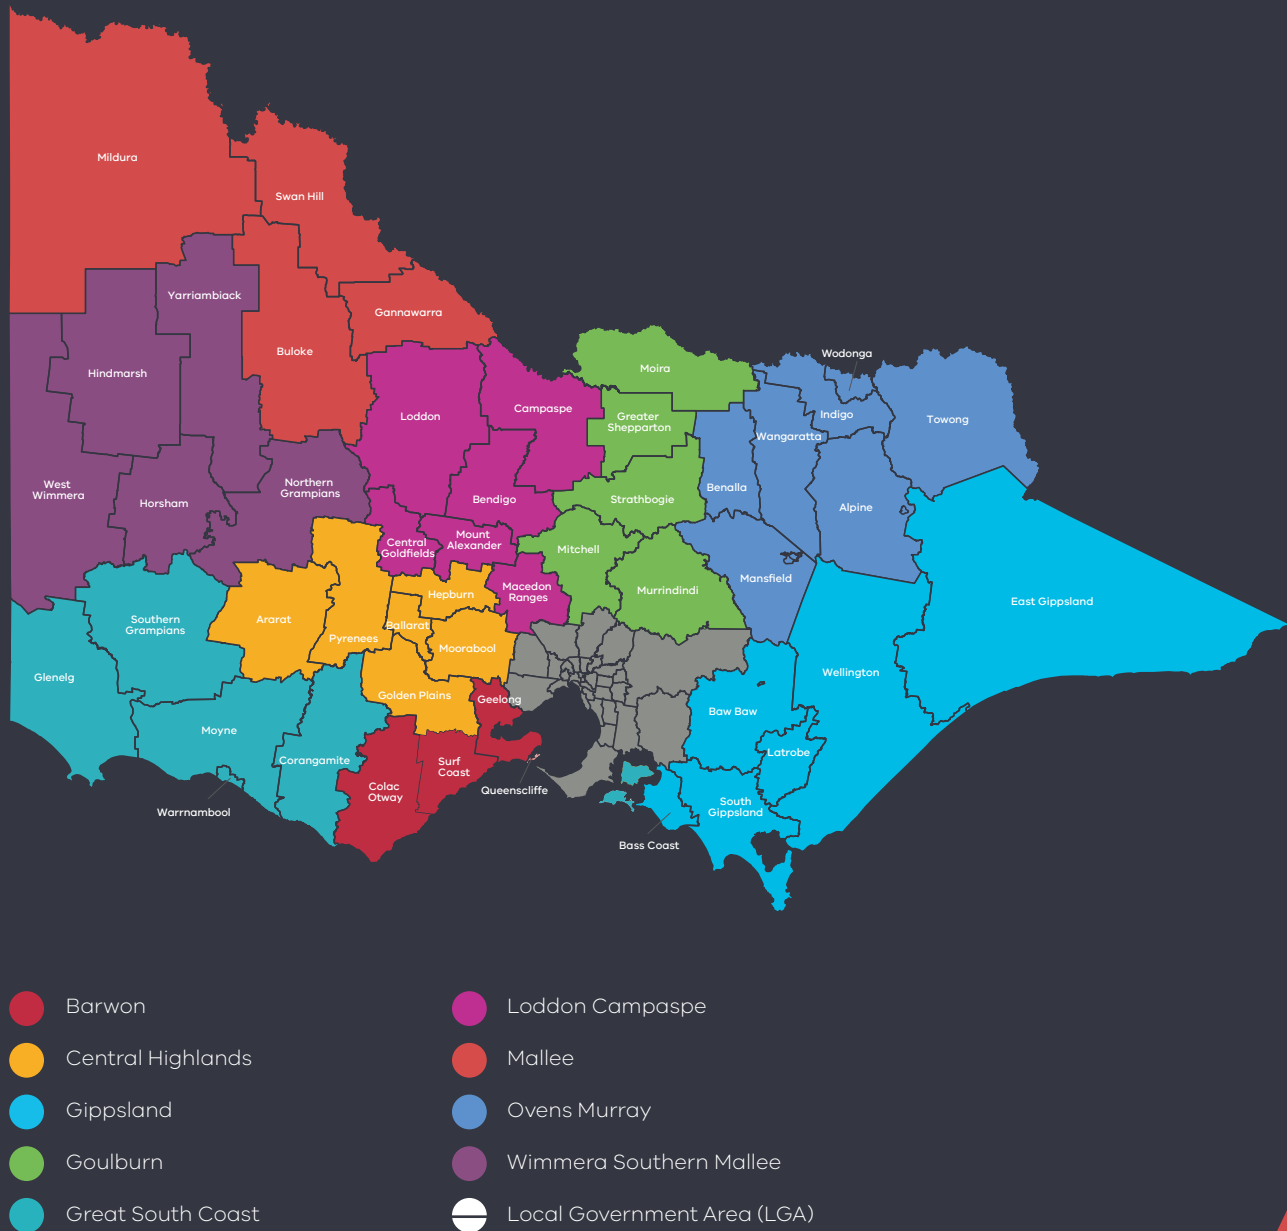 Mildura
Swan Hill
Yarriambiack
Gannawarra
Buloke
Hindmarsh
Wodonga
Moira
Loddon
Campaspe
Greater
Shepparton
Indigo
Towong
Wangaratta
West
Wimmera
Northern
Grampians
Horsham
Bendigo
Strathbogie
Benalla
Alpine
Central
Goldfields
Mount
Alexander
Mitchell
Mansfield
Macedon
Ranges
Murrindindi
Hepburn
East Gippsland
Southern
Grampians
Ararat
Ballarat
Pyrenees
Moorabool
Glenelg
Wellington
Golden Plains
Geelong
Baw Baw
Moyne
Latrobe
Corangamite
Surf
Coast
Colac
Otway
Queenscliffe
South
Gippsland
Warrnambool
Bass Coast
Barwon
Central Highlands
Gippsland
Goulburn
Great South Coast
Loddon Campaspe
Mallee
Ovens Murray
Wimmera Southern Mallee
Local Government Area (LGA)